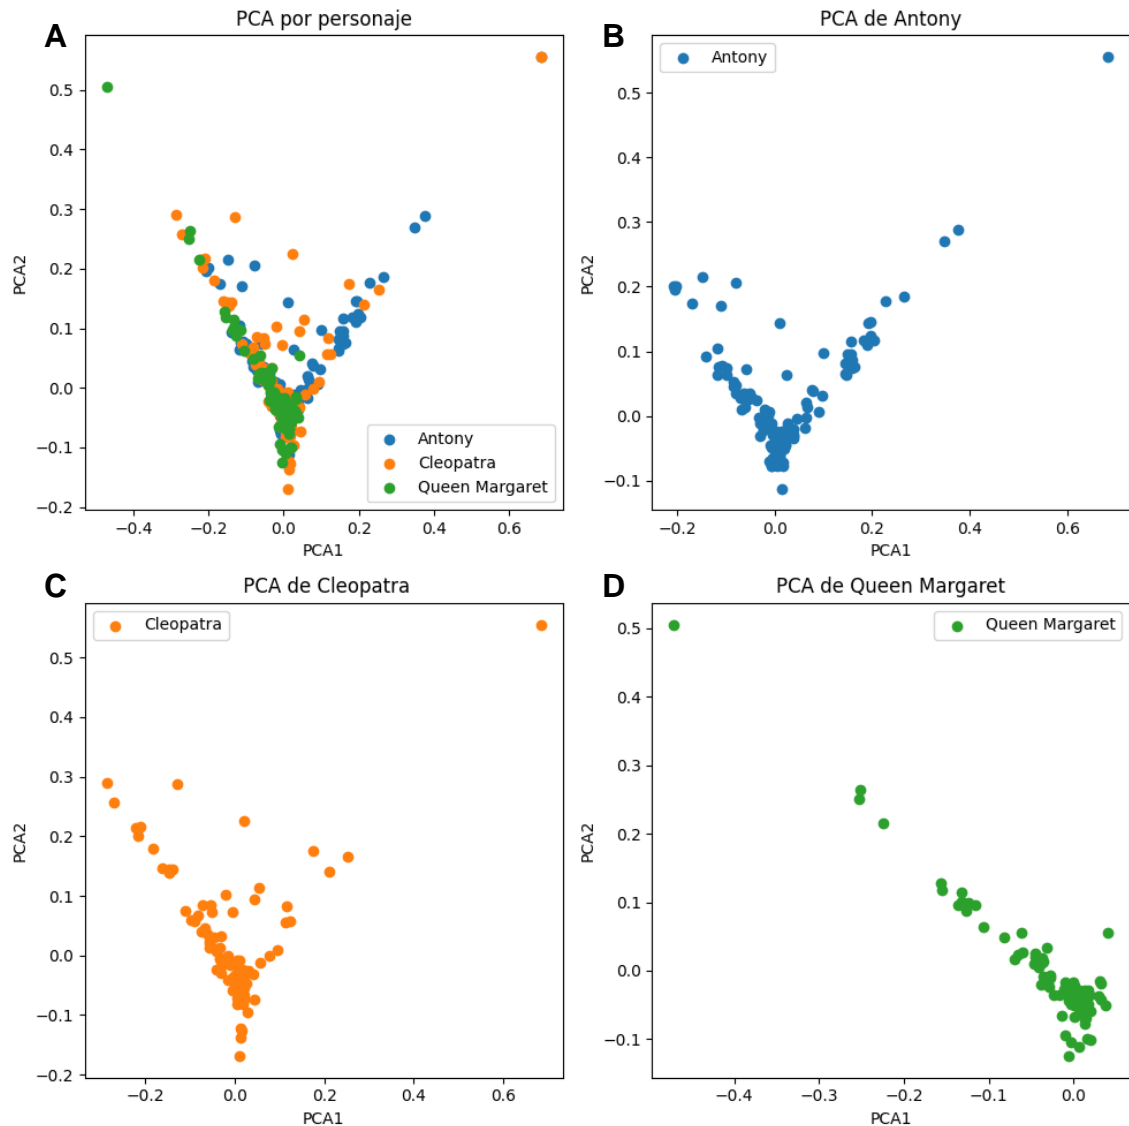 A
PCA por personaje
PCA2
0.5
0.4
0.3
0.2
0.1
0.0
−0.1
−0.2
Antony
Cleopatra
Queen Margaret
−0.4
−0.2
0.0
0.2
0.4
0.6
PCA1
B
PCA de Antony
Antony
PCA2
0.5
0.4
0.3
0.2
0.1
0.0
−0.1
−0.2
0.0
0.2
0.4
0.6
PCA1
C
PCA de Cleopatra
Cleopatra
PCA2
0.5
0.4
0.3
0.2
0.1
0.0
−0.1
−0.2
−0.2
0.0
0.2
0.4
0.6
PCA1
D
PCA de Queen Margaret
Queen Margaret
PCA2
0.5
0.4
0.3
0.2
0.1
0.0
−0.1
−0.4
−0.3
−0.2
−0.1
0.0
PCA1